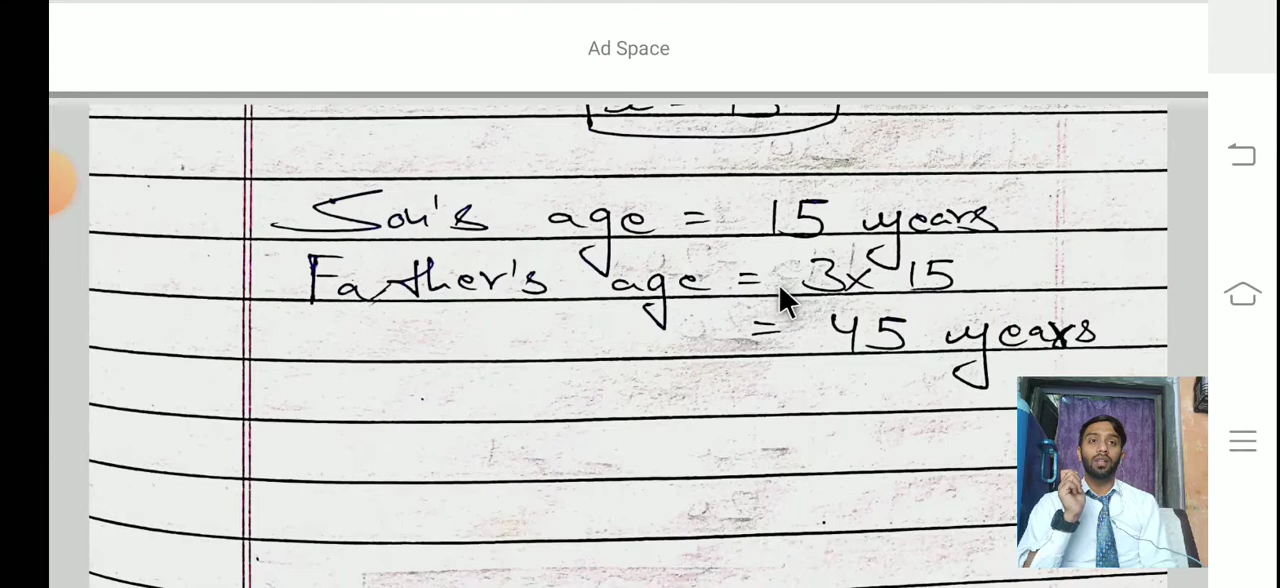 Ad Space
Son's age = 15 years
Father's age = 3x 15
= 45 years